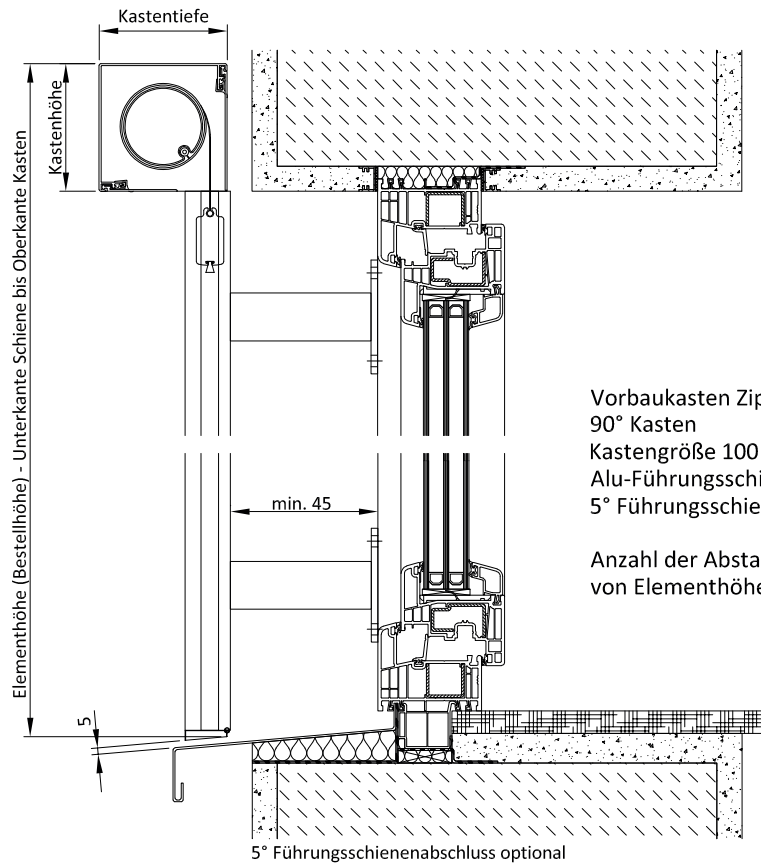 Kastentiefe
Kastenhöhe
Elementhöhe (Bestellhöhe) - Unterkante Schiene bis Oberkante Kasten
Vorbaukasten Zip
90° Kasten
Kastengröße 100
Alu-Führungsschi
5° Führungsschie
min. 45
Anzahl der Absta
von Elementhöhe
5
5° Führungsschienenabschluss optional